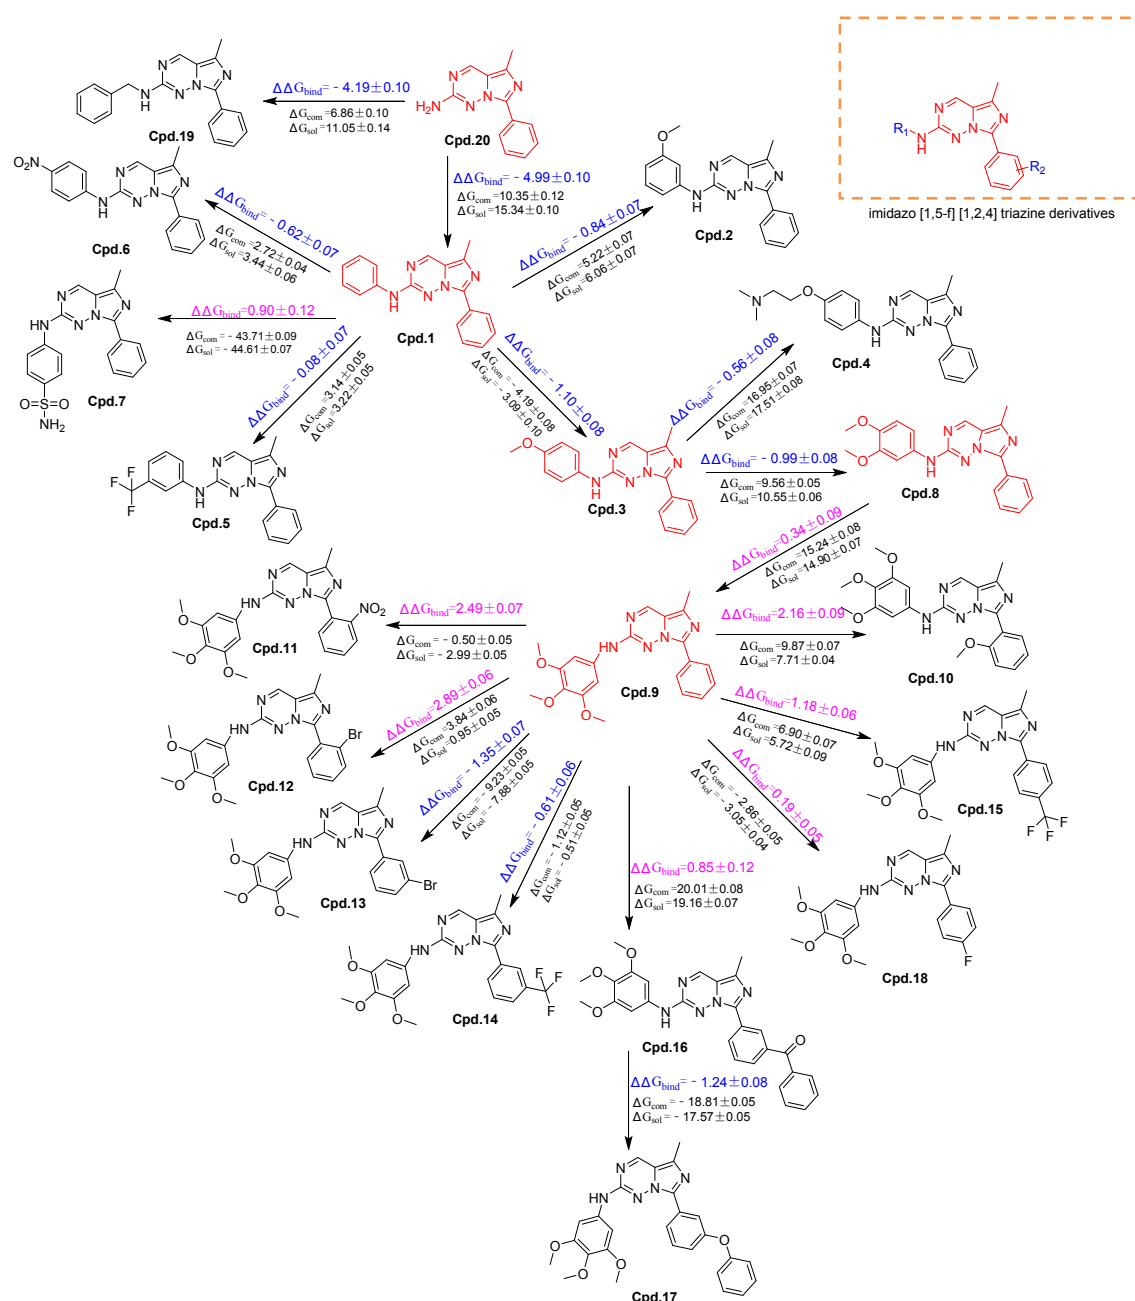 ΔΔGbind= - 4.19±0.10
ΔGcom=6.86±0.10
ΔGsol=11.05±0.14
Cpd.19
Cpd.20
R1
R2
imidazo [1,5-f] [1,2,4] triazine derivatives
ΔΔGbind= - 4.99±0.10
ΔGcom=10.35±0.12
ΔGsol=15.34±0.10
ΔΔGbind= - 0.84±0.07
ΔGcom=5.22±0.07
ΔGsol=6.06±0.07
Cpd.2
ΔΔGbind= - 0.62±0.07
ΔGcom=2.72±0.04
ΔGsol=3.44±0.06
Cpd.6
ΔΔGbind=0.90±0.12
ΔGcom= - 43.71±0.09
ΔGsol= - 44.61±0.07
Cpd.7
Cpd.1
ΔΔGbind= - 0.08±0.07
ΔGcom=3.14±0.05
ΔGsol=3.22±0.05
Cpd.5
ΔΔGbind= - 1.10±0.08
ΔGcom= - 4.19±0.08
ΔGsol= - 3.09±0.10
Cpd.3
ΔΔGbind= - 0.56±0.08
ΔGcom=16.95±0.07
ΔGsol=17.51±0.08
Cpd.4
ΔΔGbind= - 0.99±0.08
ΔGcom=9.56±0.05
ΔGsol=10.55±0.06
Cpd.8
ΔΔGbind=0.34±0.09
ΔGcom=15.24±0.08
ΔGsol=14.90±0.07
ΔΔGbind=2.49±0.07
ΔGcom= - 0.50±0.05
ΔGsol= - 2.99±0.05
Cpd.11
Cpd.9
ΔΔGbind=2.16±0.09
ΔGcom=9.87±0.07
ΔGsol=7.71±0.04
Cpd.10
ΔΔGbind=2.89±0.06
ΔGcom=3.84±0.06
ΔGsol=0.95±0.05
Cpd.12
ΔΔGbind= - 1.35±0.07
ΔGcom= - 9.23±0.05
ΔGsol= - 7.88±0.05
Cpd.13
ΔΔGbind= - 0.61±0.06
ΔGcom= - 1.12±0.05
ΔGsol= - 0.51±0.05
Cpd.14
ΔΔGbind=0.85±0.12
ΔGcom=20.01±0.08
ΔGsol=19.16±0.07
Cpd.16
ΔΔGbind=0.19±0.05
ΔGcom= - 2.86±0.05
ΔGsol= - 3.05±0.04
Cpd.18
ΔΔGbind=1.18±0.06
ΔGcom=6.90±0.07
ΔGsol=5.72±0.09
Cpd.15
ΔΔGbind= - 1.24±0.08
ΔGcom= - 18.81±0.05
ΔGsol= - 17.57±0.05
Cpd.17